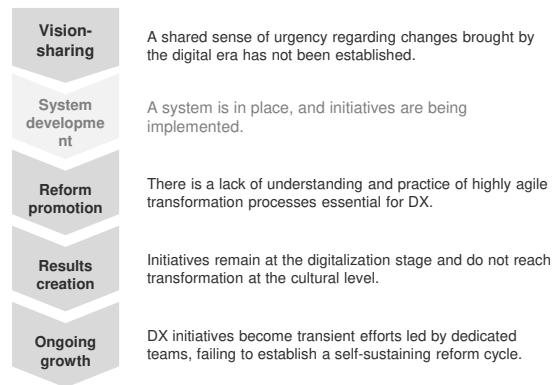 Vision-
sharing
A shared sense of urgency regarding changes brought by
the digital era has not been established.
System
developme
nt
A system is in place, and initiatives are being
implemented.
Reform
promotion
There is a lack of understanding and practice of highly agile
transformation processes essential for DX.
Results
creation
Initiatives remain at the digitalization stage and do not reach
transformation at the cultural level.
Ongoing
growth
DX initiatives become transient efforts led by dedicated
teams, failing to establish a self-sustaining reform cycle.